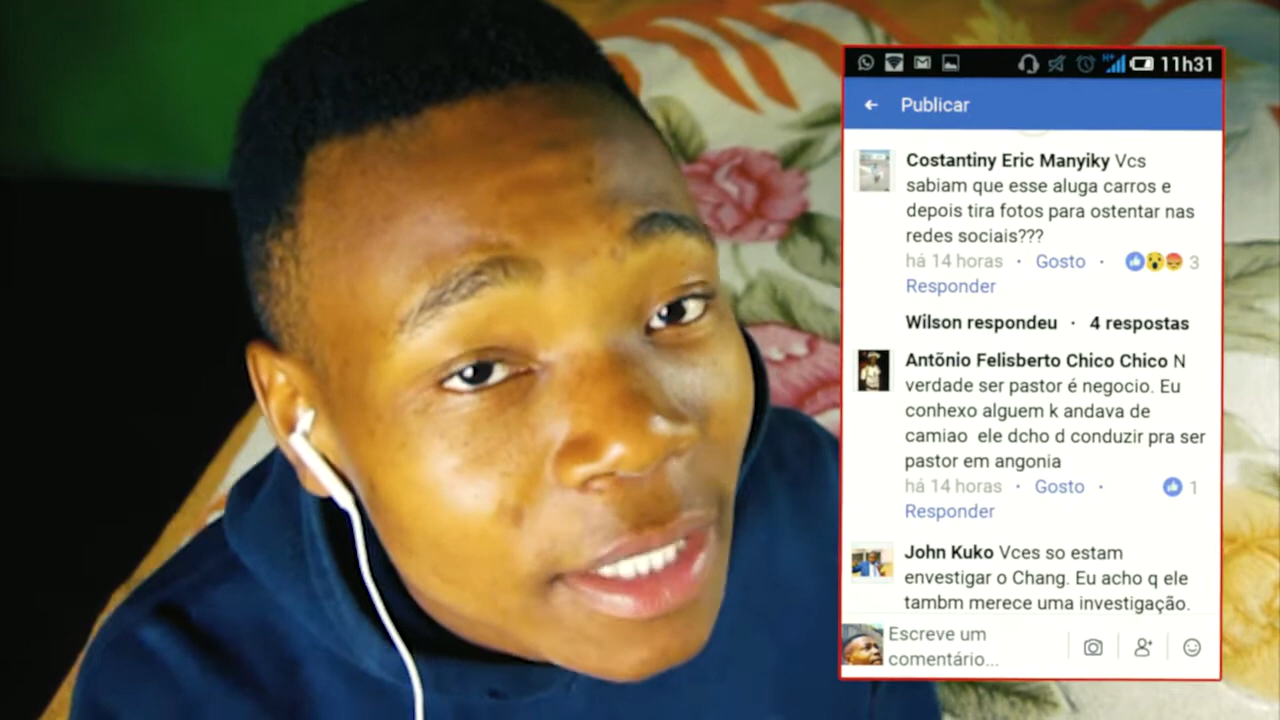 11h31
Publicar
Costantiny Eric Manyiky Vcs
sabiam que esse aluga carros e
depois tira fotos para ostentar nas
redes sociais???
há 14 horas · Gosto · 3
Responder
Wilson respondeu · 4 respostas
Antõnio Felisberto Chico Chico N
verdade ser pastor é negocio. Eu
conhexo alguem k andava de
camiao ele dcho d conduzir pra ser
pastor em angonia
há 14 horas · Gosto · 1
Responder
John Kuko Vces so estam
envestigar o Chang. Eu acho q ele
tambm merece uma investigação.
Escreve um
comentário...